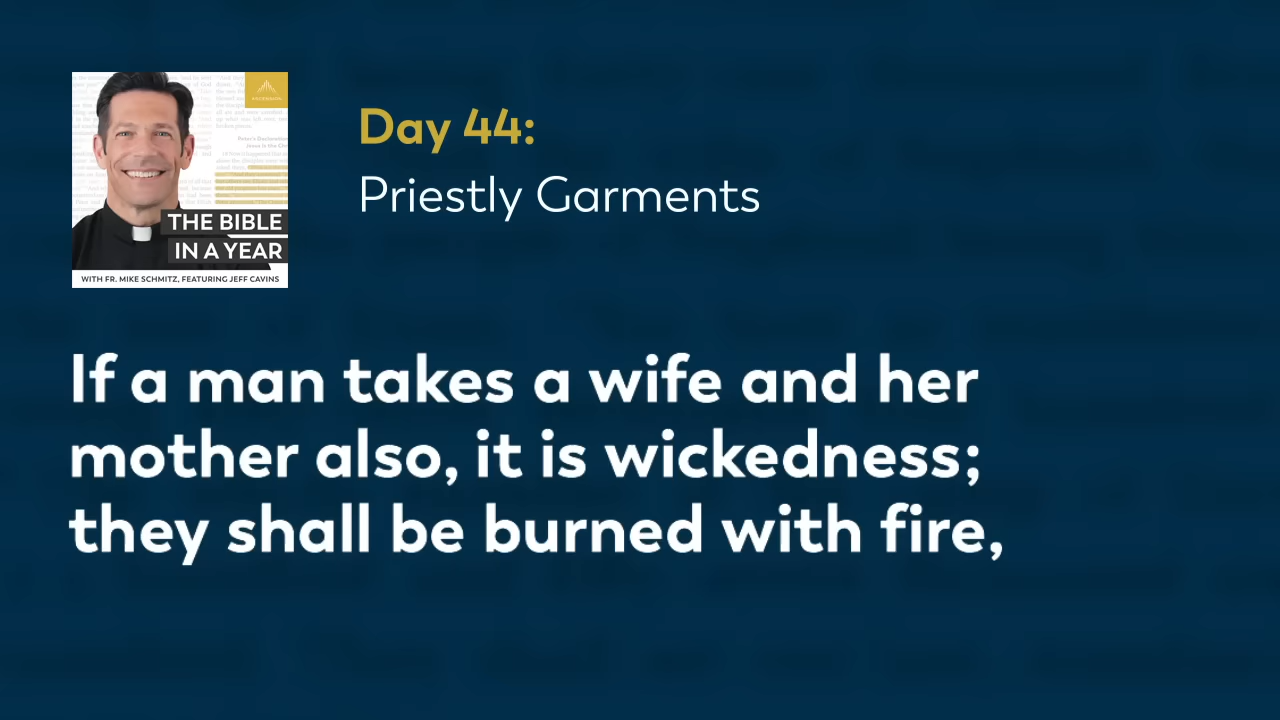 Day 44:
Priestly Garments
THE BIBLE
IN A YEAR
WITH FR. MIKE SCHMITZ, FEATURING JEFF CAVINS
If a man takes a wife and her
mother also, it is wickedness;
they shall be burned with fire,